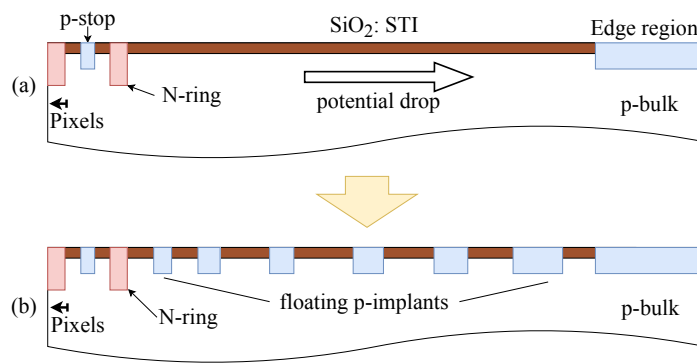 p-stop
SiO₂: STI
Edge region
(a)
N-ring
potential drop
p-bulk
Pixels
(b)
floating p-implants
p-bulk
Pixels
N-ring